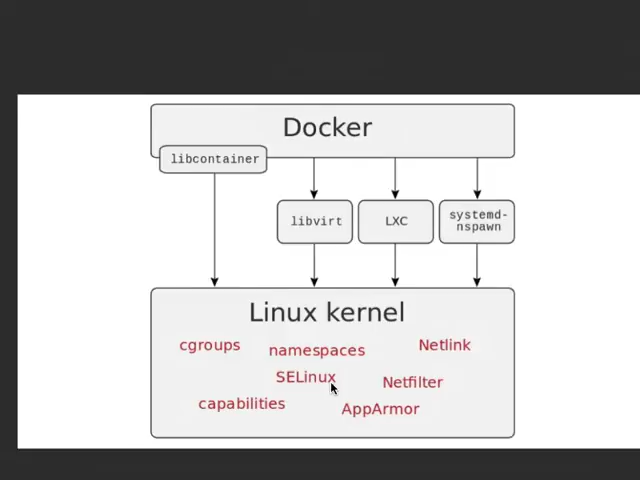 Docker
libcontainer
libvirt
LXC
systemd-
nspawn
Linux kernel
cgroups
namespaces
Netlink
SELinux
Netfilter
capabilities
AppArmor